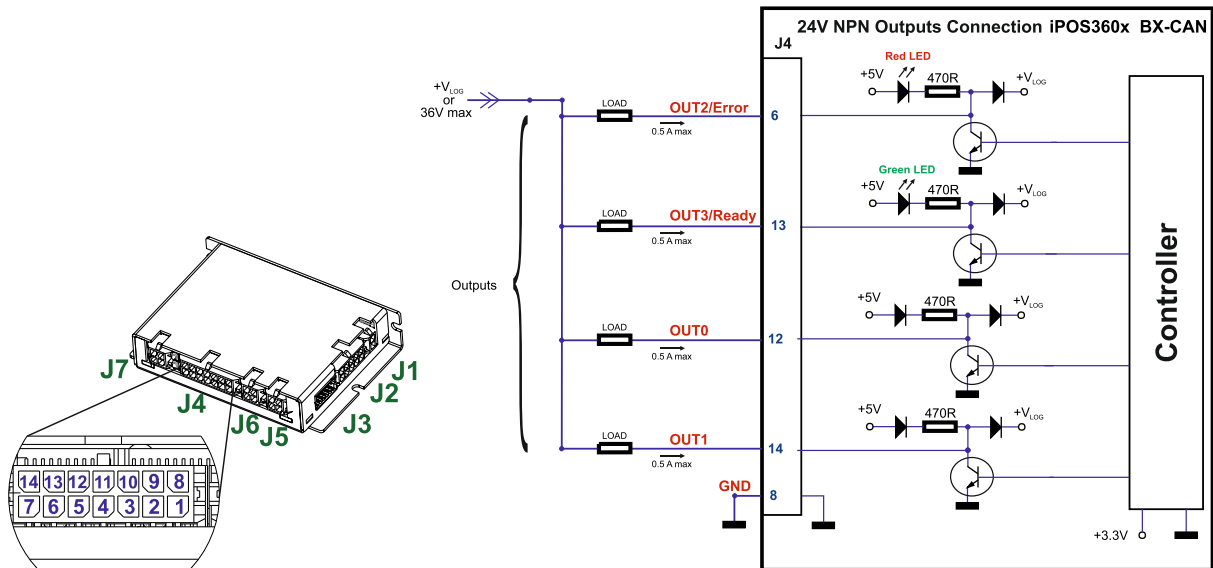 24V NPN Outputs Connection iPOS360x BX-CAN
J4
Red LED
+5V
470R
+VLOG
+VLOG
or
36V max
LOAD
OUT2/Error
0.5 A max
6
Green LED
+5V
470R
+VLOG
LOAD
OUT3/Ready
0.5 A max
13
Outputs
+5V
470R
+VLOG
LOAD
OUT0
0.5 A max
12
+5V
470R
+VLOG
LOAD
OUT1
0.5 A max
14
GND
8
Controller
+3.3V
J7
J4
J6
J5
J3
J2
J1
14 13 12 11 10 9 8
7 6 5 4 3 2 1